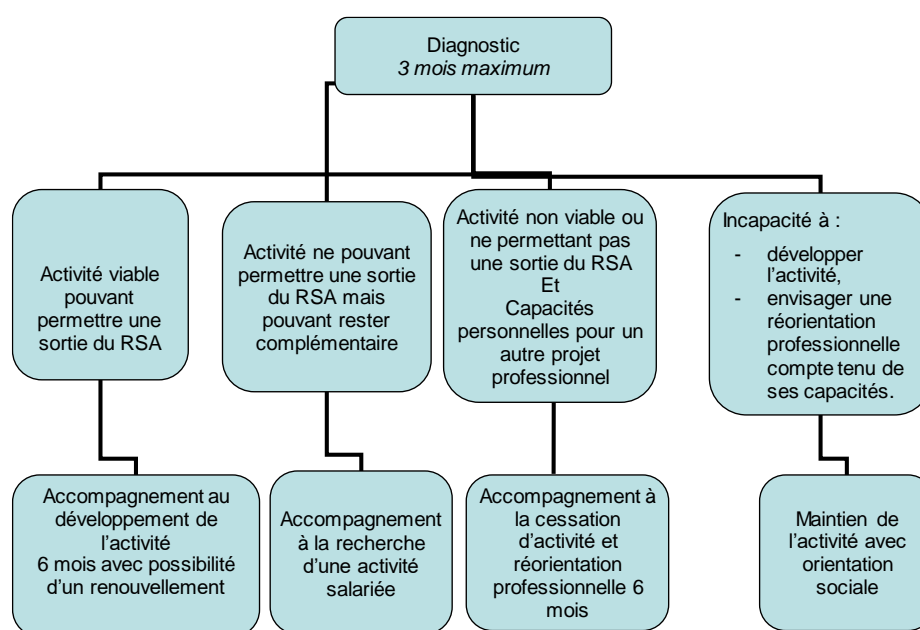 Diagnostic
3 mois maximum
Activité viable
pouvant
permettre une
sortie du RSA
Activité ne pouvant
permettre une sortie
du RSA mais
pouvant rester
complémentaire
Activité non viable ou
ne permettant pas
une sortie du RSA
Et
Capacités
personnelles pour un
autre projet
professionnel
Incapacité à :
- développer
l’activité,
- envisager une
réorientation
professionnelle
compte tenu de
ses capacités.
Accompagnement au
développement de
l’activité
6 mois avec possibilité
d’un renouvellement
Accompagnement
à la recherche
d’une activité
salariée
Accompagnement à
la cessation
d’activité et
réorientation
professionnelle 6
mois
Maintien de
l’activité avec
orientation
sociale